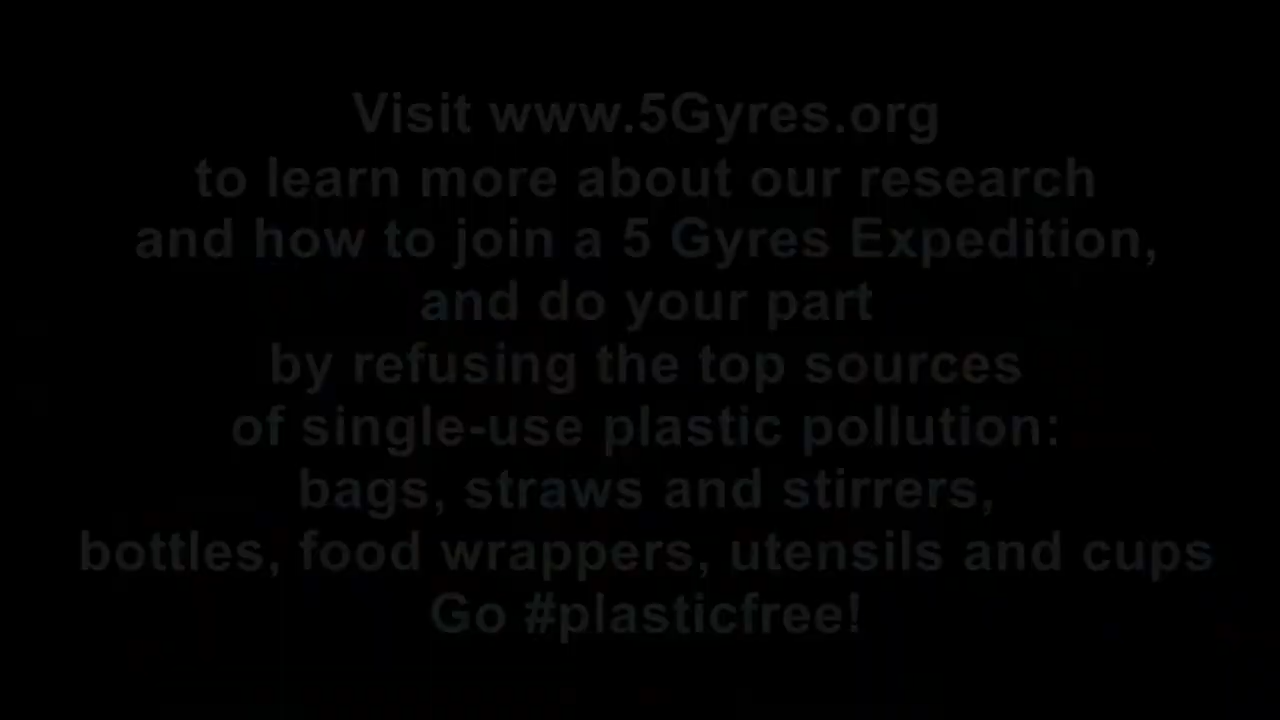 Visit www.5Gyres.org
to learn more about our research
and how to join a 5 Gyres Expedition,
and do your part
by refusing the top sources
of single-use plastic pollution:
bags, straws and stirrers,
bottles, food wrappers, utensils and cups
Go #plasticfree!